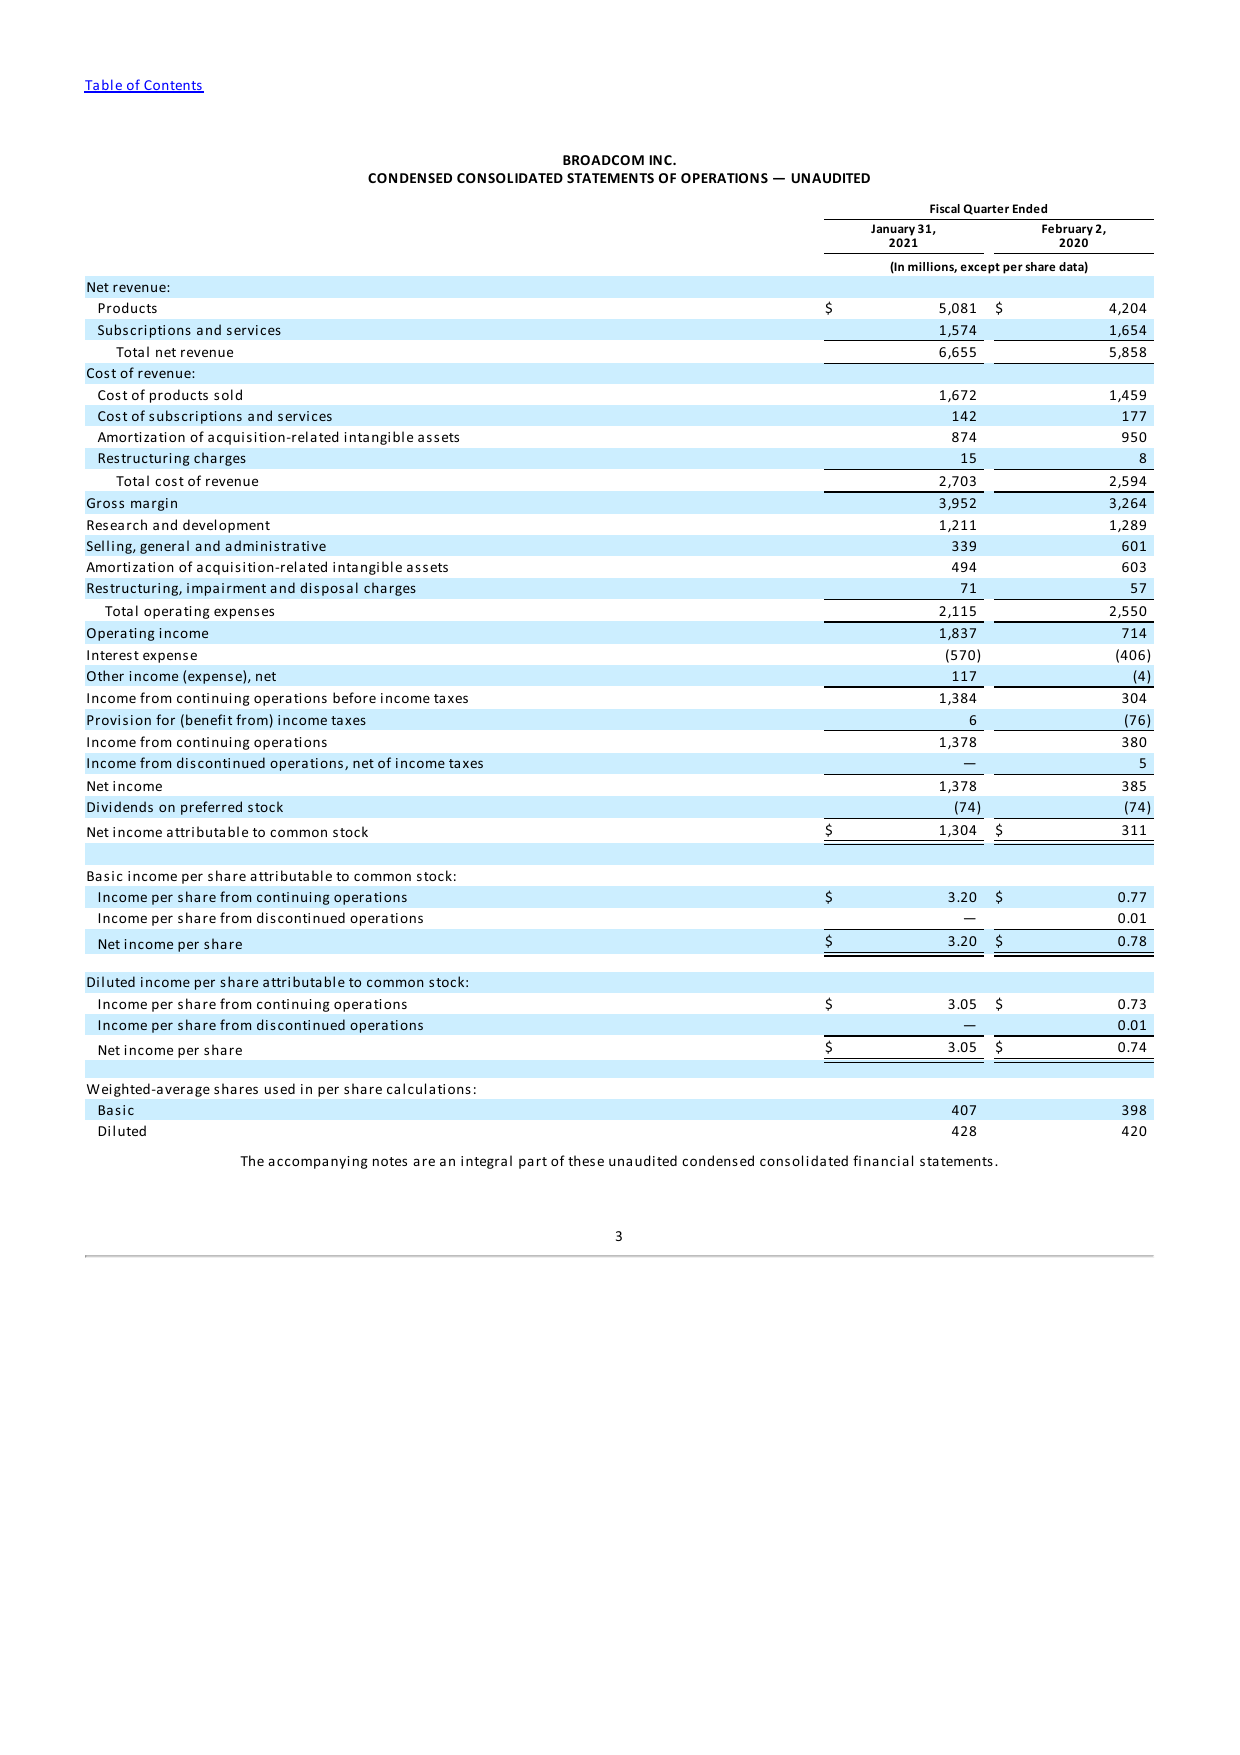 Table of Contents
BROADCOM INC.
CONDENSED CONSOLIDATED STATEMENTS OF OPERATIONS — UNAUDITED
Fiscal Quarter Ended
January 31, 2021 February 2, 2020
(In millions, except per share data)
Net revenue:
Products $ 5,081 $ 4,204
Subscriptions and services 1,574 1,654
Total net revenue 6,655 5,858
Cost of revenue:
Cost of products sold 1,672 1,459
Cost of subscriptions and services 142 177
Amortization of acquisition-related intangible assets 874 950
Restructuring charges 15 8
Total cost of revenue 2,703 2,594
Gross margin 3,952 3,264
Research and development 1,211 1,289
Selling, general and administrative 339 601
Amortization of acquisition-related intangible assets 494 603
Restructuring, impairment and disposal charges 71 57
Total operating expenses 2,115 2,550
Operating income 1,837 714
Interest expense (570) (406)
Other income (expense), net 117 (4)
Income from continuing operations before income taxes 1,384 304
Provision for (benefit from) income taxes 6 (76)
Income from continuing operations 1,378 380
Income from discontinued operations, net of income taxes — 5
Net income 1,378 385
Dividends on preferred stock (74) (74)
Net income attributable to common stock $ 1,304 $ 311
Basic income per share attributable to common stock:
Income per share from continuing operations $ 3.20 $ 0.77
Income per share from discontinued operations — 0.01
Net income per share $ 3.20 $ 0.78
Diluted income per share attributable to common stock:
Income per share from continuing operations $ 3.05 $ 0.73
Income per share from discontinued operations — 0.01
Net income per share $ 3.05 $ 0.74
Weighted-average shares used in per share calculations:
Basic 407 398
Diluted 428 420
The accompanying notes are an integral part of these unaudited condensed consolidated financial statements.
3